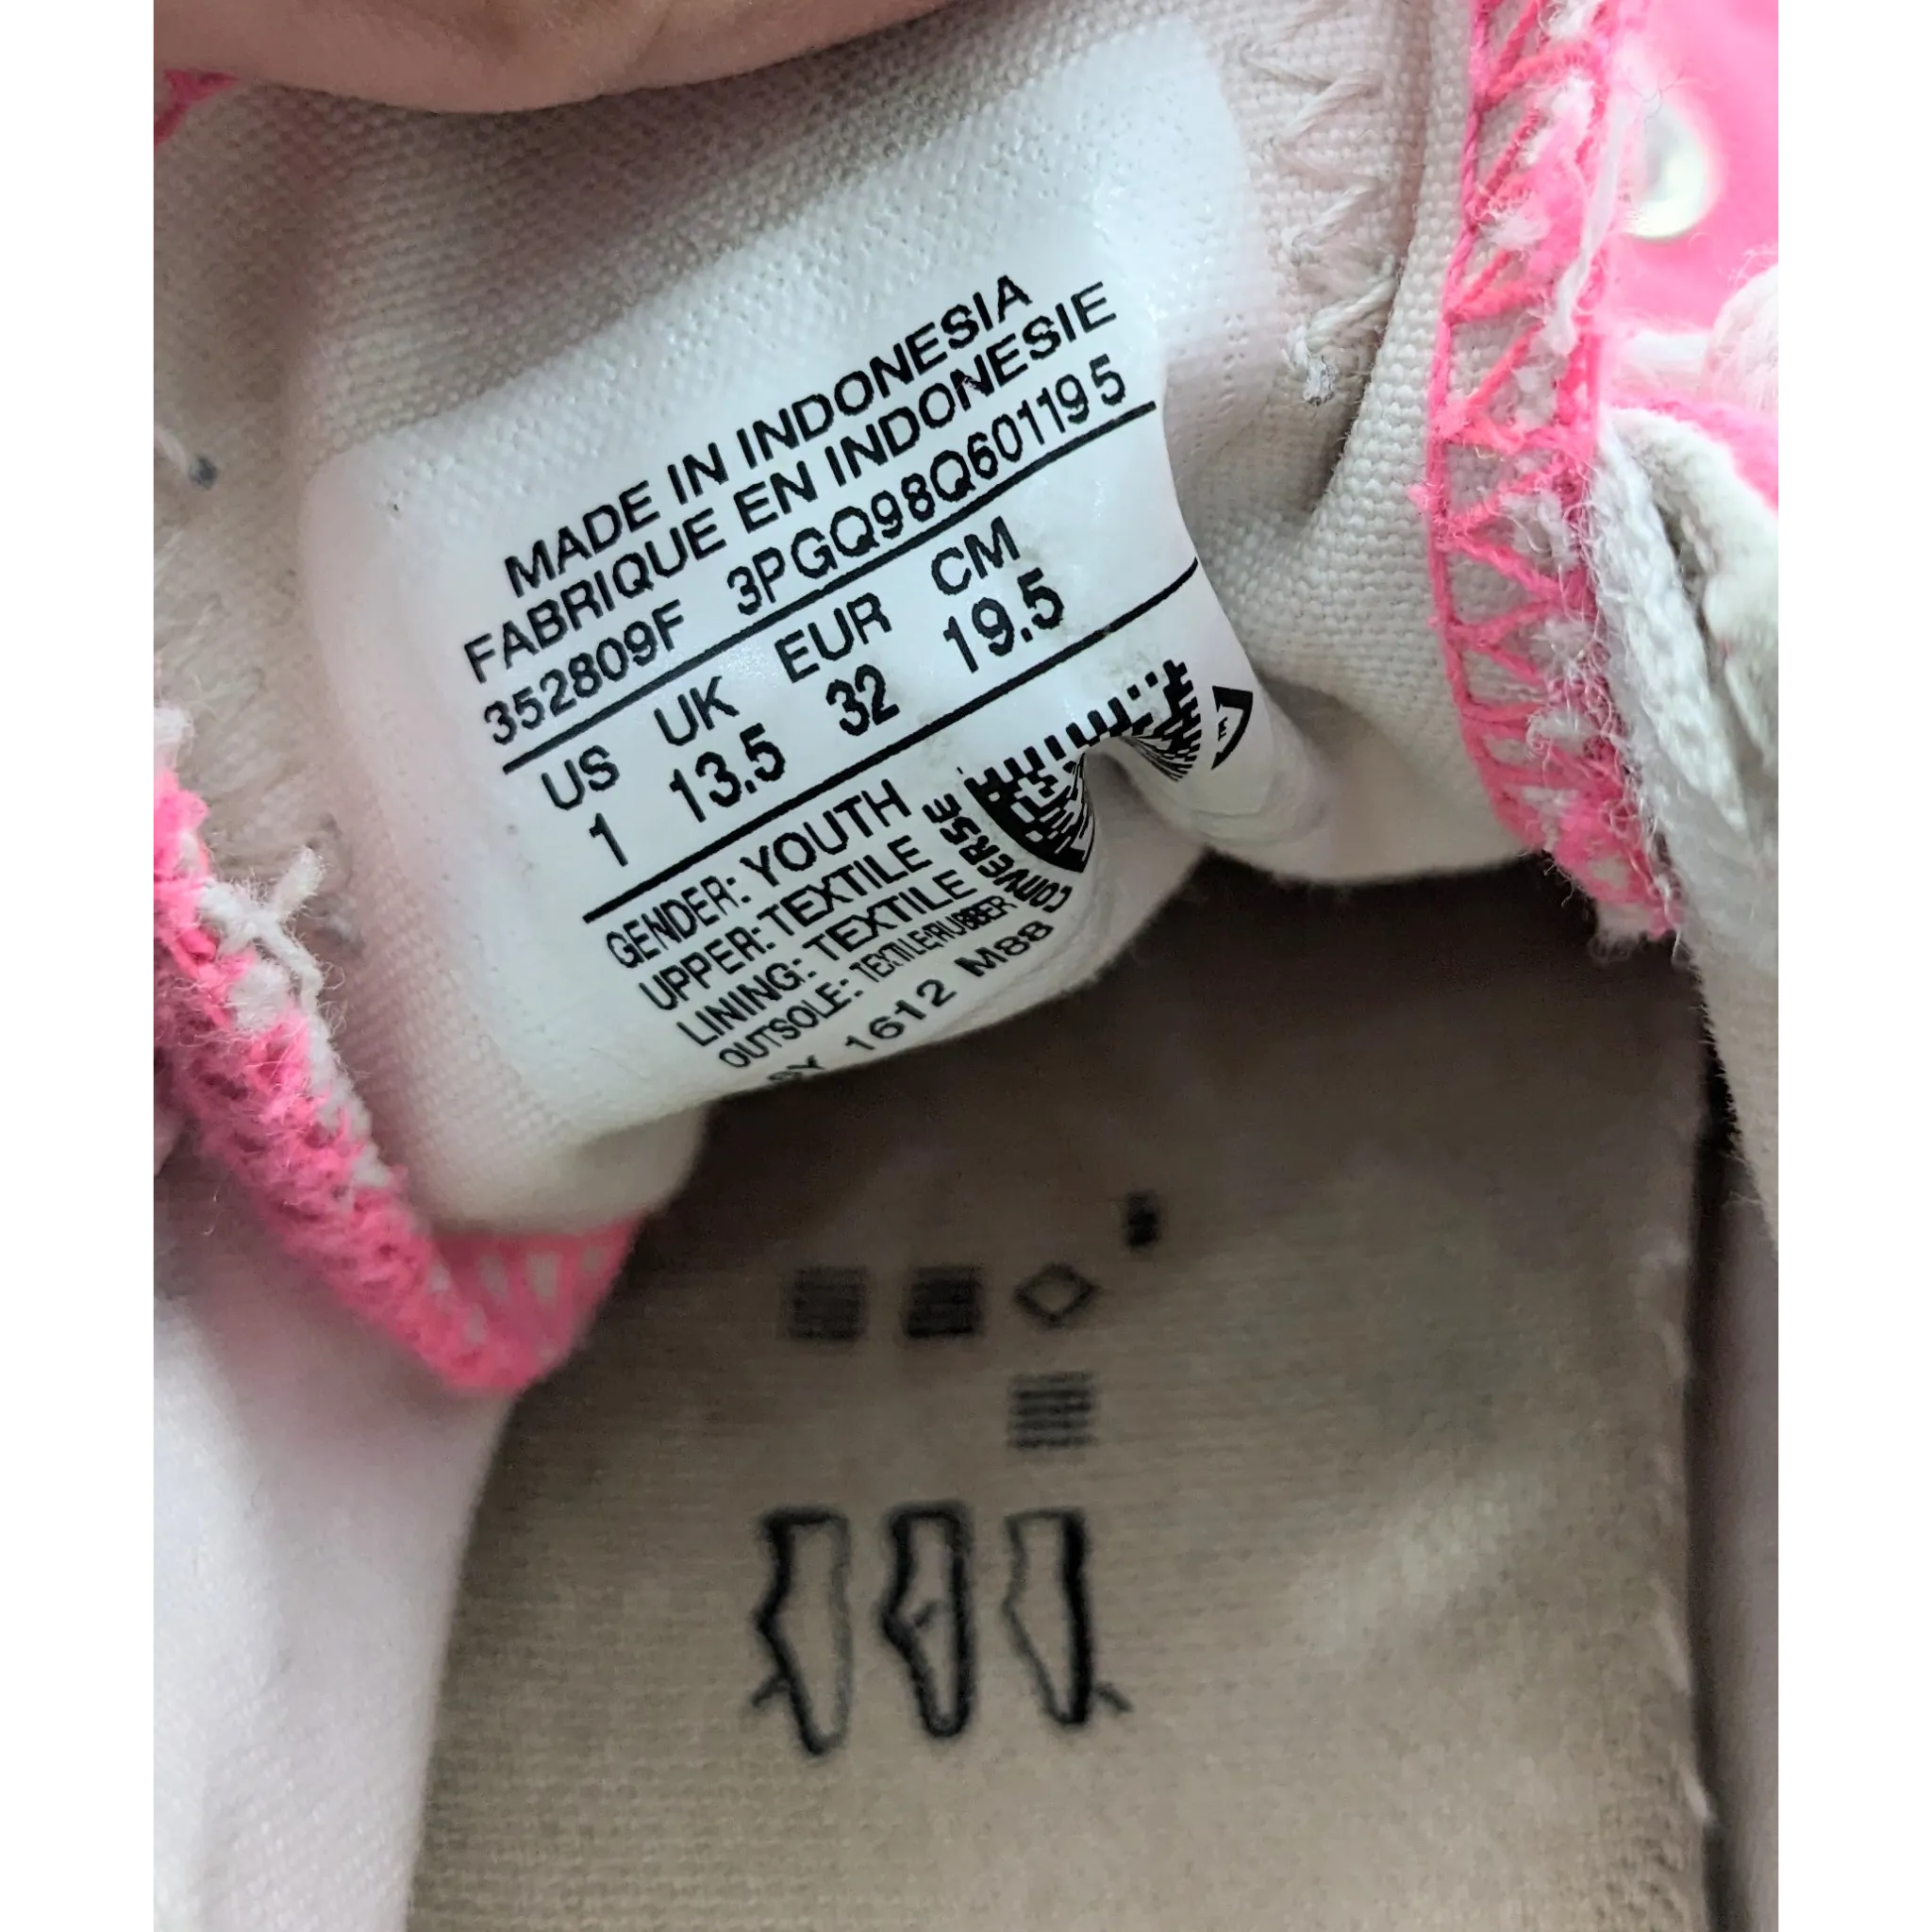 MADE IN INDONESIA
FABRIQUE EN INDONESIE
352809F 3PGQ98Q601195
US UK EUR CM
1 13.5 32 19.5
GENDER: YOUTH
UPPER: TEXTILE
LINING: TEXTILE
OUTSOLE: TEXTILE;RUBBER
1612 M88
CONVERSE